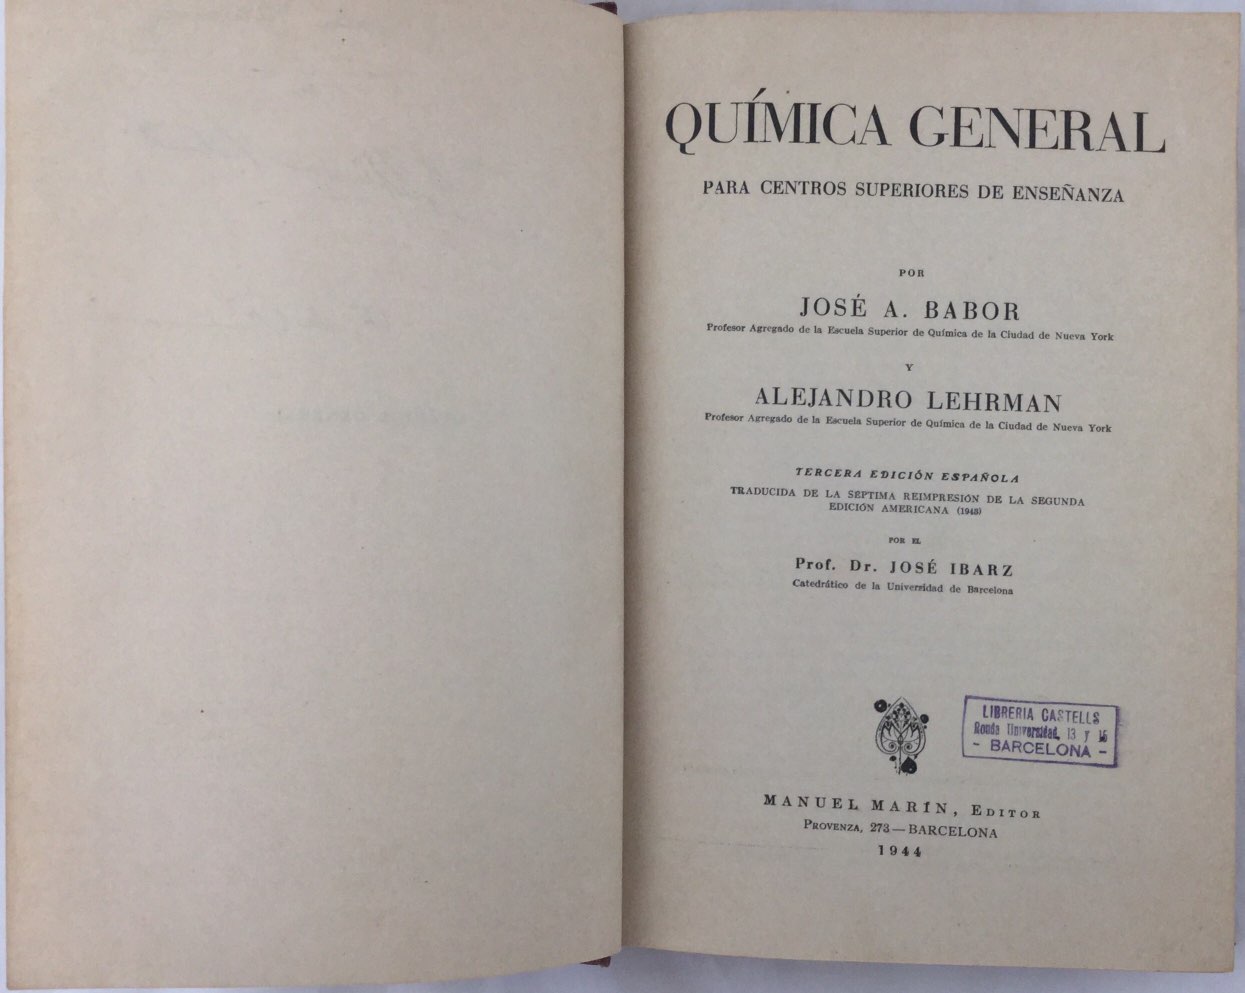 QUÍMICA GENERAL
PARA CENTROS SUPERIORES DE ENSEÑANZA
POR
JOSÉ A. BABOR
Profesor Agregado de la Escuela Superior de Química de la Ciudad de Nueva York
Y
ALEJANDRO LEHRMAN
Profesor Agregado de la Escuela Superior de Química de la Ciudad de Nueva York
TERCERA EDICIÓN ESPAÑOLA
TRADUCIDA DE LA SÉPTIMA REIMPRESIÓN DE LA SEGUNDA
EDICIÓN AMERICANA
POR EL
Prof. Dr. JOSÉ IBARZ
Catedrático de la Universidad de Barcelona
LIBRERIA CASTELLS
Ronda Universidad, 13 y 15
- BARCELONA -
MANUEL MARÍN, EDITOR
PROVENZA, 273 — BARCELONA
1944